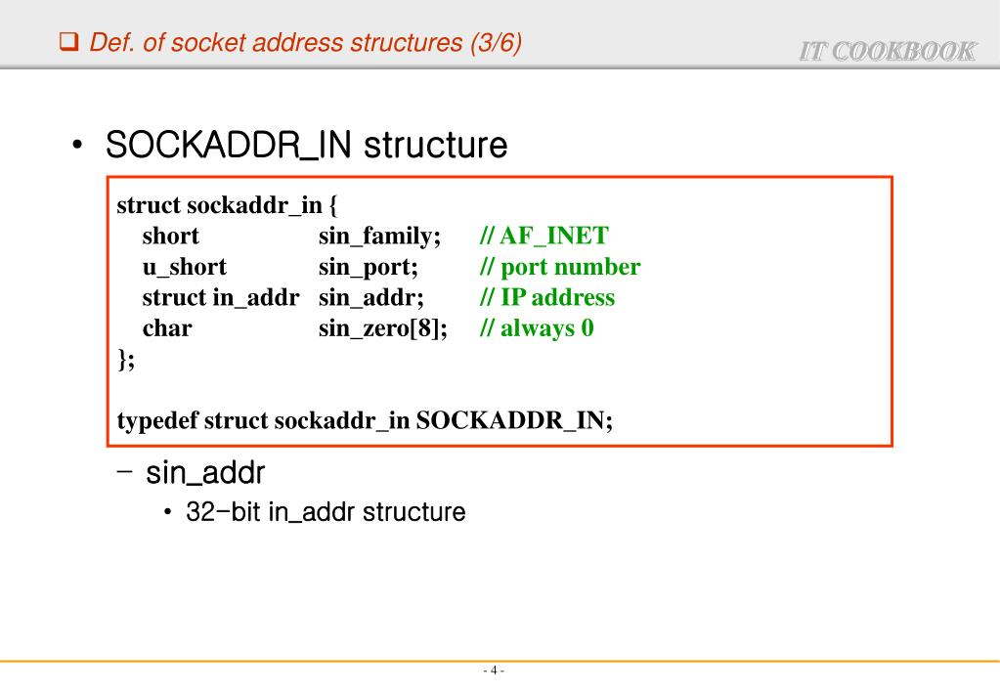 ❑ Def. of socket address structures (3/6)
IT COOKBOOK
• SOCKADDR_IN structure
struct sockaddr_in {
short sin_family; // AF_INET
u_short sin_port; // port number
struct in_addr sin_addr; // IP address
char sin_zero[8]; // always 0
};
typedef struct sockaddr_in SOCKADDR_IN;
– sin_addr
• 32-bit in_addr structure
- 4 -